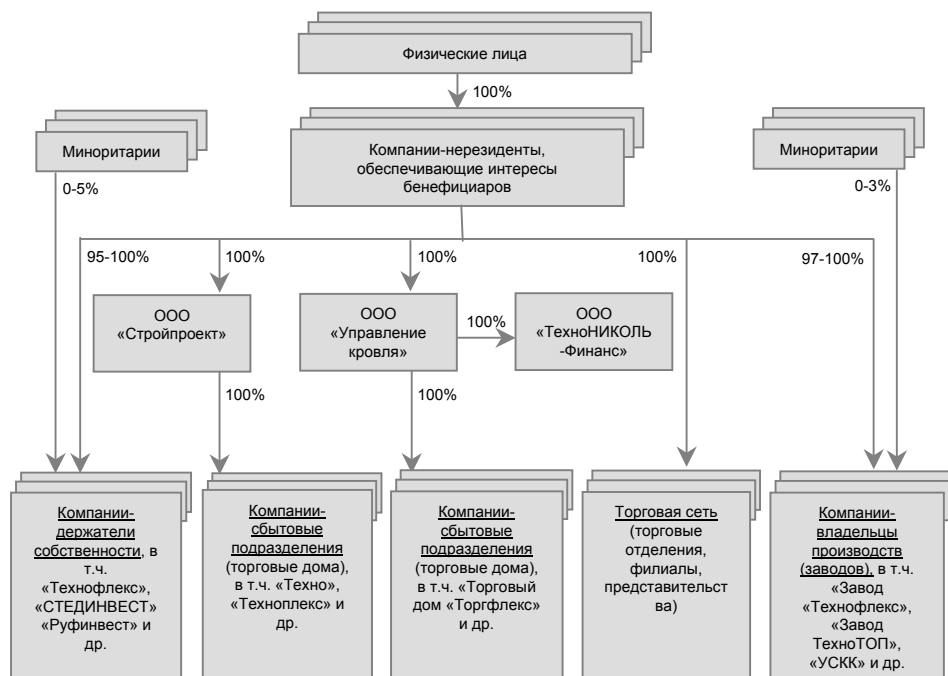 Физические лица
100%
Миноритарии
Компании-нерезиденты,
обеспечивающие интересы
бенефициаров
Миноритарии
0-5%
0-3%
95-100%
100%
100%
100%
97-100%
ООО
«Стройпроект»
ООО
«Управление
кровля»
100%
ООО
«ТехноНИКОЛЬ
-Финанс»
100%
100%
Компании-
держатели
собственности, в
т.ч.
«Технофлекс»,
«СТЕДИНВЕСТ»
«Руфинвест» и
др.
Компании-
сбытовые
подразделения
(торговые дома),
в т.ч. «Техно»,
«Техноплекс» и
др.
Компании-
сбытовые
подразделения
(торговые дома),
в т.ч. «Торговый
дом «Торгфлекс»
и др.
Торговая сеть
(торговые
отделения,
филиалы,
представительст
ва)
Компании-
владельцы
производств
(заводов), в т.ч.
«Завод
«Технофлекс»,
«Завод
ТехноТОП»,
«УСКК» и др.